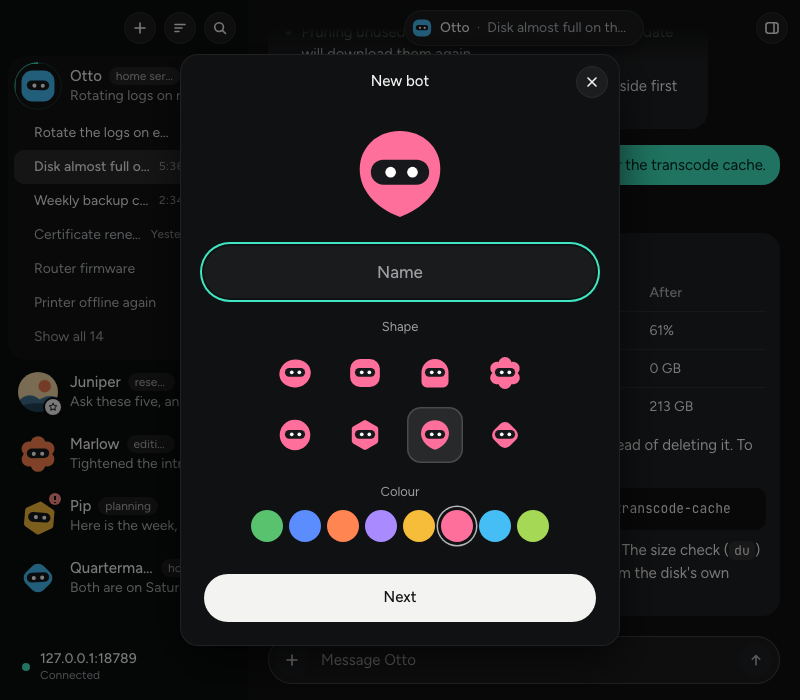 Otto · Disk almost full on th...
Pruning unused
date
will download them again
Otto
home ser...
Rotating logs on
side first
Rotate the logs on e...
Disk almost full o...
5:36
the transcode cache.
Weekly backup c...
2:34
Certificate rene...
Yeste
Router firmware
Printer offline again
Show all 14
Juniper
rese...
Ask these five, an
Marlow
editi...
Tightened the intr
Pip
planning
Here is the week,
Quarterma...
Both are on Satur
127.0.0.1:18789
Connected
New bot
Name
Shape
Colour
Next
After
61%
0 GB
213 GB
ead of deleting it. To
transcode-cache
The size check (du)
m the disk's own
Message Otto